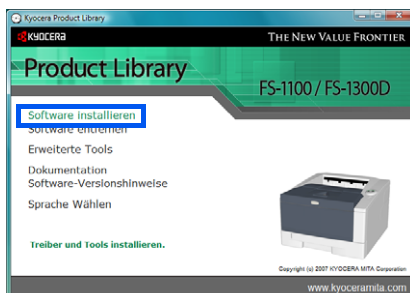 Kyocera Product Library
KYOCERA
THE NEW VALUE FRONTIER
Product Library
FS-1100 / FS-1300D
Software installieren
Software entfernen
Erweiterte Tools
Dokumentation
Software-Versionshinweise
Sprache Wählen
Treiber und Tools installieren.
Copyright (c) 2007 KYOCERA MITA Corporation
www.kyoceramita.com